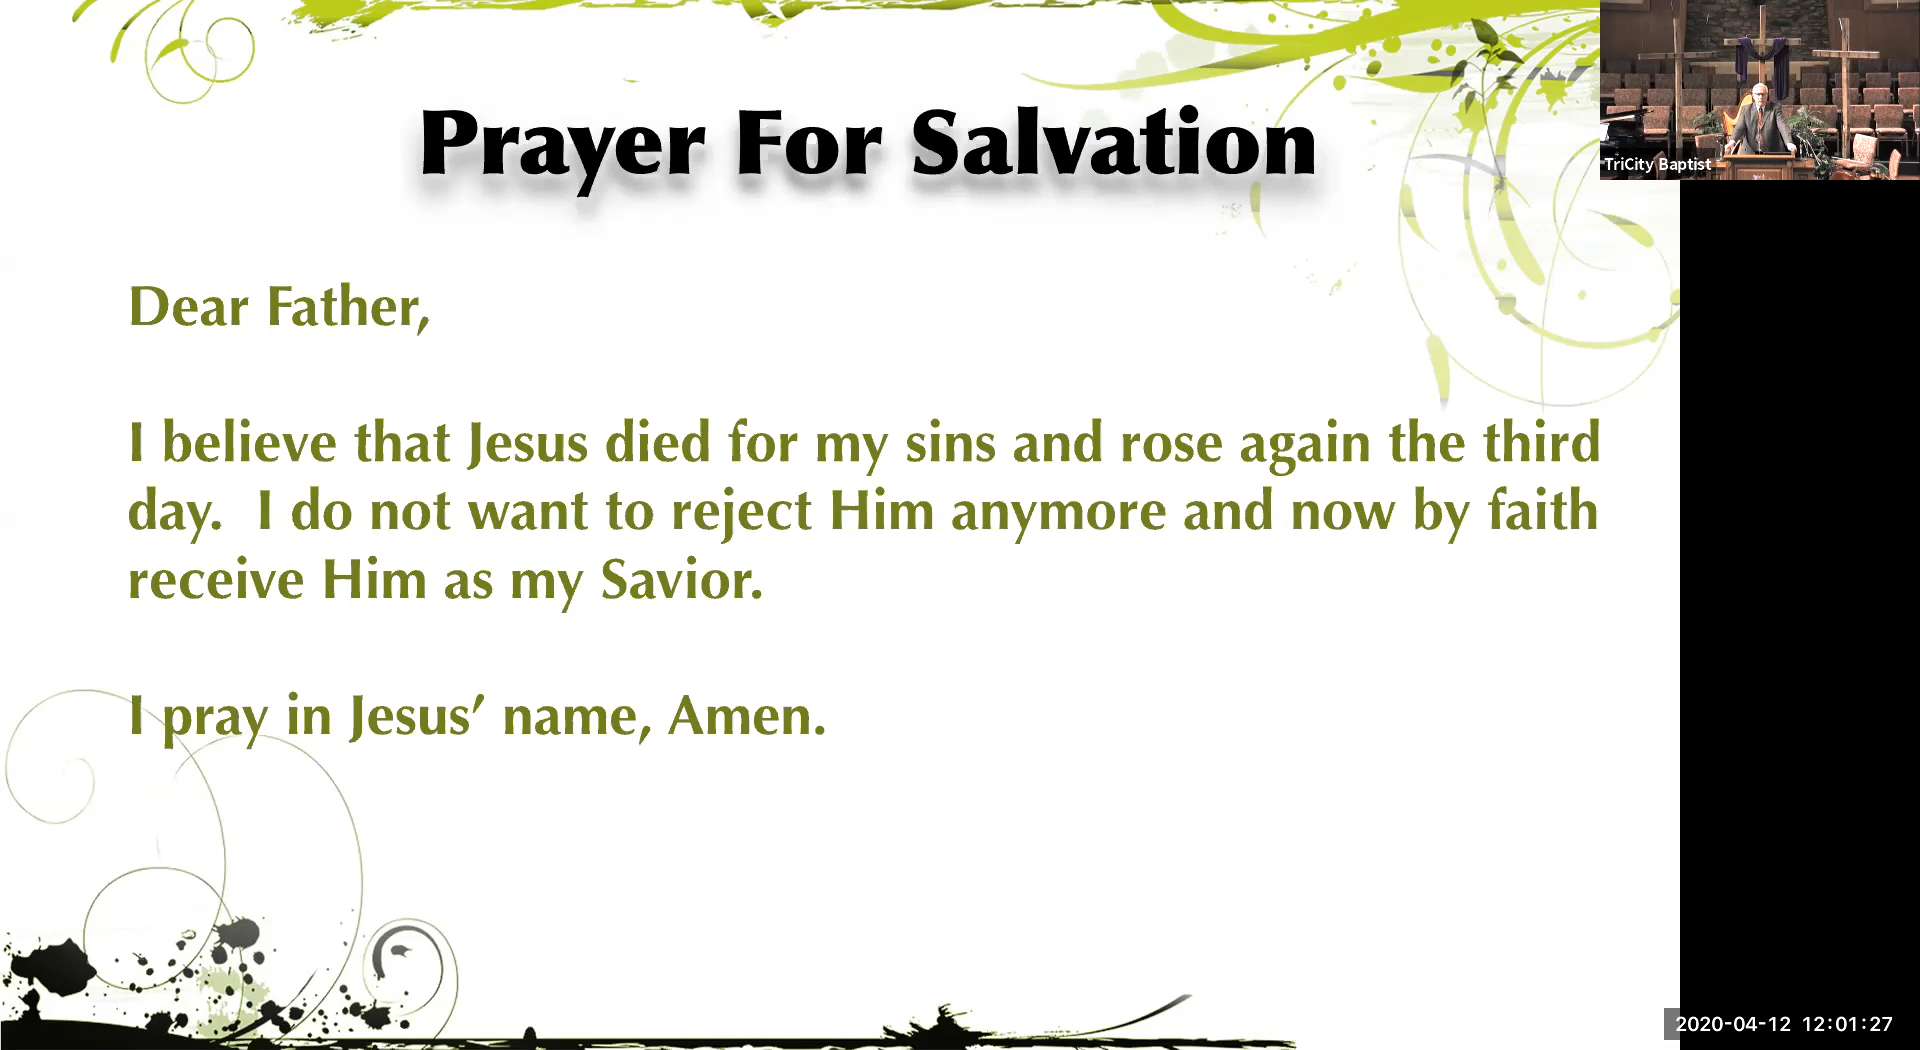 Prayer For Salvation
TriCity Baptist
Dear Father,
I believe that Jesus died for my sins and rose again the third
day.  I do not want to reject Him anymore and now by faith
receive Him as my Savior.
I pray in Jesus’ name, Amen.
2020-04-12 12:01:27